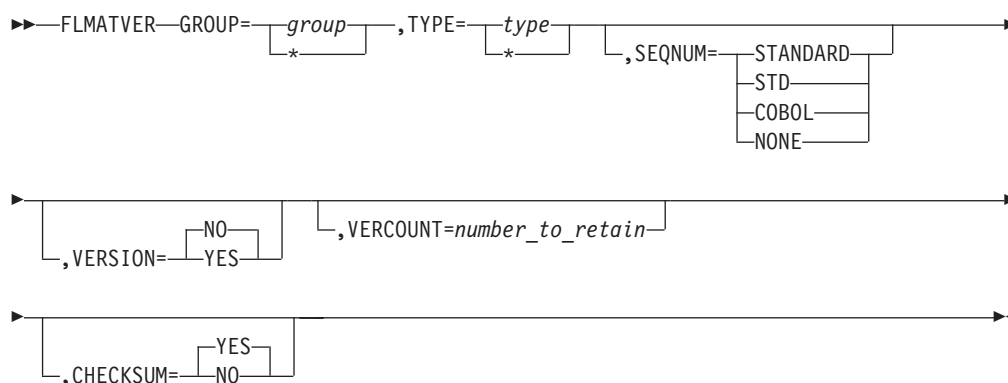 FLMATVER GROUP= group ,TYPE= type
* *
,SEQNUM= STANDARD
STD
COBOL
NONE
NO
,VERSION= YES
,VERCOUNT=number_to_retain
YES
,CHECKSUM= NO